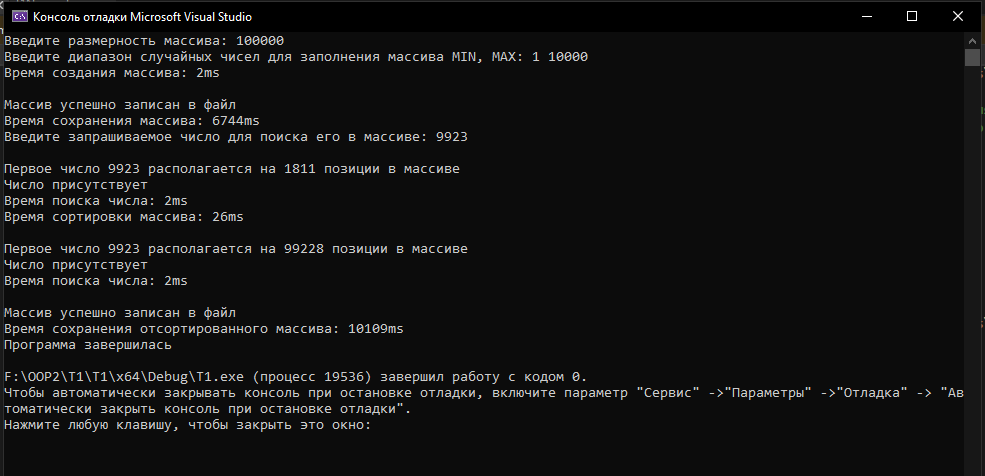 Консоль отладки Microsoft Visual Studio
Введите размерность массива: 100000
Введите диапазон случайных чисел для заполнения массива MIN, MAX: 1 10000
Время создания массива: 2ms
Массив успешно записан в файл
Время сохранения массива: 6744ms
Введите запрашиваемое число для поиска его в массиве: 9923
Первое число 9923 располагается на 1811 позиции в массиве
Число присутствует
Время поиска числа: 2ms
Время сортировки массива: 26ms
Первое число 9923 располагается на 99228 позиции в массиве
Число присутствует
Время поиска числа: 2ms
Массив успешно записан в файл
Время сохранения отсортированного массива: 10109ms
Программа завершилась
F:\OOP2\T1\T1\x64\Debug\T1.exe (процесс 19536) завершил работу с кодом 0.
Чтобы автоматически закрывать консоль при остановке отладки, включите параметр "Сервис" ->"Параметры" ->"Отладка" -> "Ав
томатически закрыть консоль при остановке отладки".
Нажмите любую клавишу, чтобы закрыть это окно: